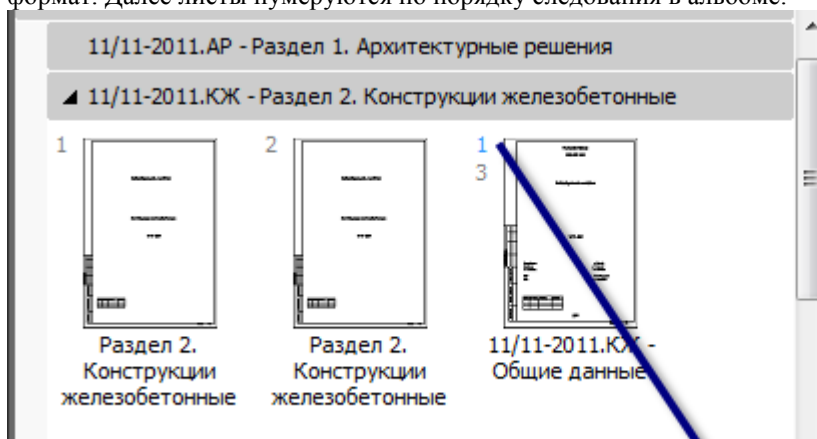 формат. Далее листы нумеруются по порядку следования в альбоме.
11/11-2011.АР - Раздел 1. Архитектурные решения
11/11-2011.КЖ - Раздел 2. Конструкции железобетонные
1
2
1
3
Раздел 2.
Конструкции
железобетонные
Раздел 2.
Конструкции
железобетонные
11/11-2011.КЖ -
Общие данные